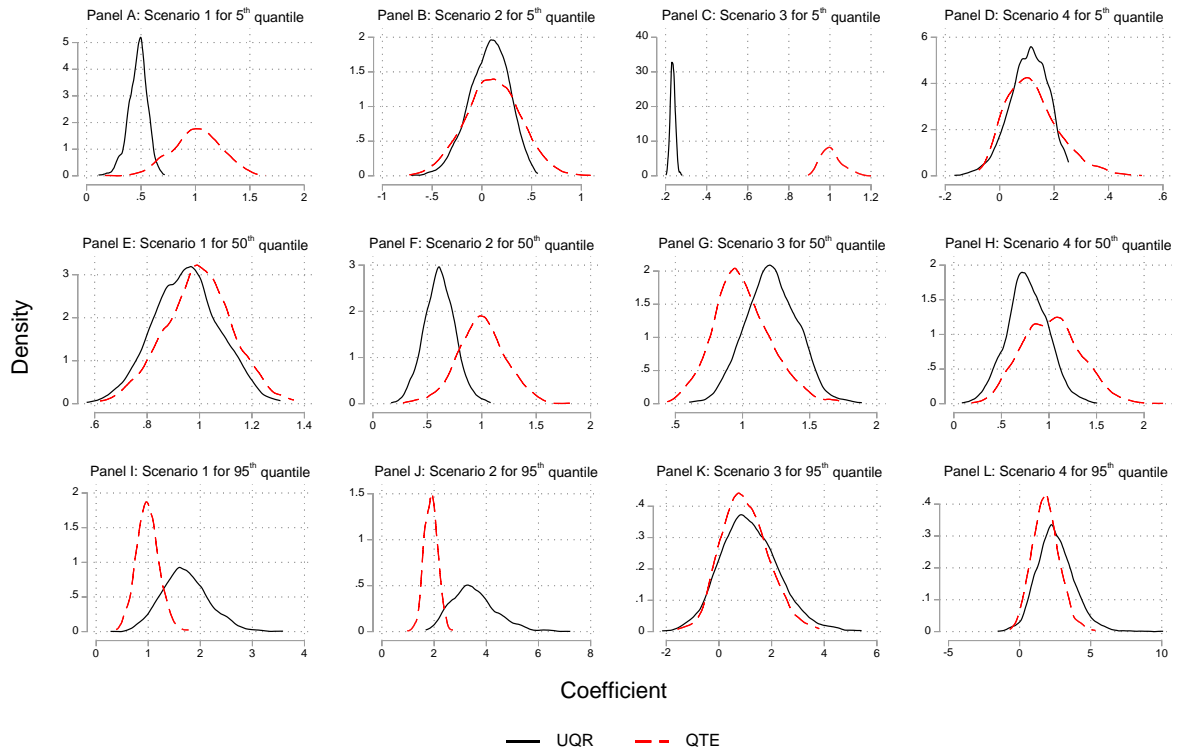 Panel A: Scenario 1 for 5th quantile
Panel B: Scenario 2 for 5th quantile
Panel C: Scenario 3 for 5th quantile
Panel D: Scenario 4 for 5th quantile
5
4
3
2
1
0
0 .5 1 1.5 2
2
1.5
1
.5
0
-1 -.5 0 .5 1
40
30
20
10
0
.2 .4 .6 .8 1 1.2
6
4
2
0
-.2 0 .2 .4 .6
Panel E: Scenario 1 for 50th quantile
Panel F: Scenario 2 for 50th quantile
Panel G: Scenario 3 for 50th quantile
Panel H: Scenario 4 for 50th quantile
3
2
1
0
.6 .8 1 1.2 1.4
3
2
1
0
0 .5 1 1.5 2
2
1.5
1
.5
0
.5 1 1.5 2
2
1.5
1
.5
0
0 .5 1 1.5 2
Panel I: Scenario 1 for 95th quantile
Panel J: Scenario 2 for 95th quantile
Panel K: Scenario 3 for 95th quantile
Panel L: Scenario 4 for 95th quantile
2
1.5
1
.5
0
0 1 2 3 4
1.5
1
.5
0
0 2 4 6 8
.4
.3
.2
.1
0
-2 0 2 4 6
.4
.3
.2
.1
0
-5 0 5 10
Density
Coefficient
UQR QTE